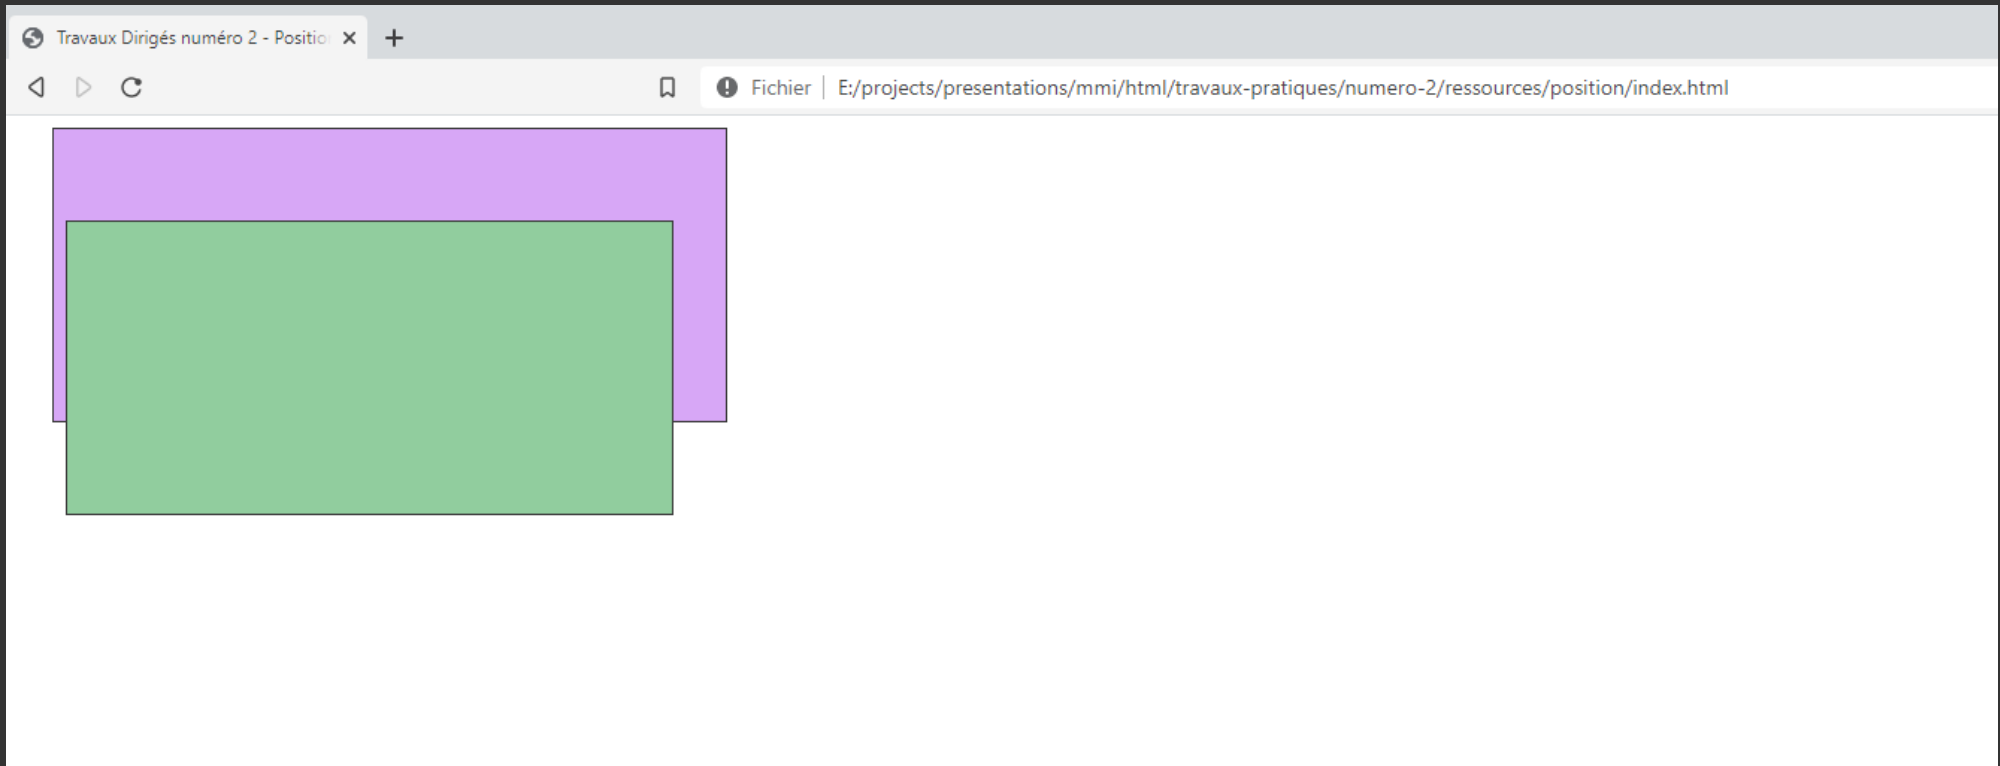 Travaux Dirigés numéro 2 - Positio
Fichier E:/projects/presentations/mmi/html/travaux-pratiques/numero-2/ressources/position/index.html